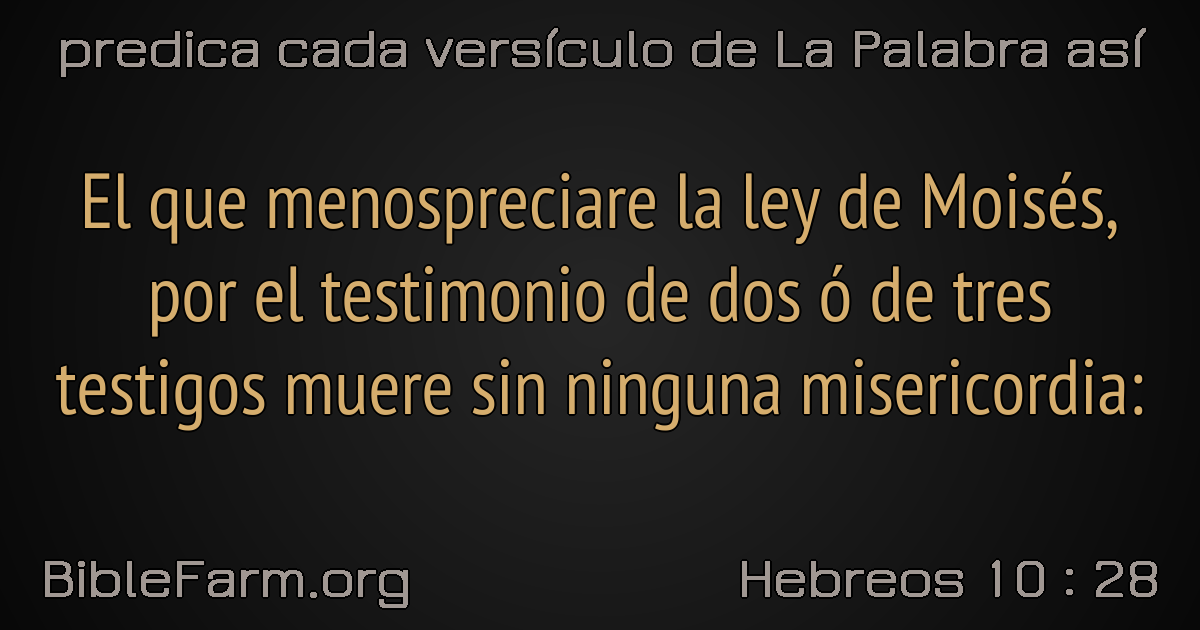 predica cada versículo de La Palabra así
El que menospreciare la ley de Moisés,
por el testimonio de dos ó de tres
testigos muere sin ninguna misericordia:
BibleFarm.org
Hebreos 10 : 28